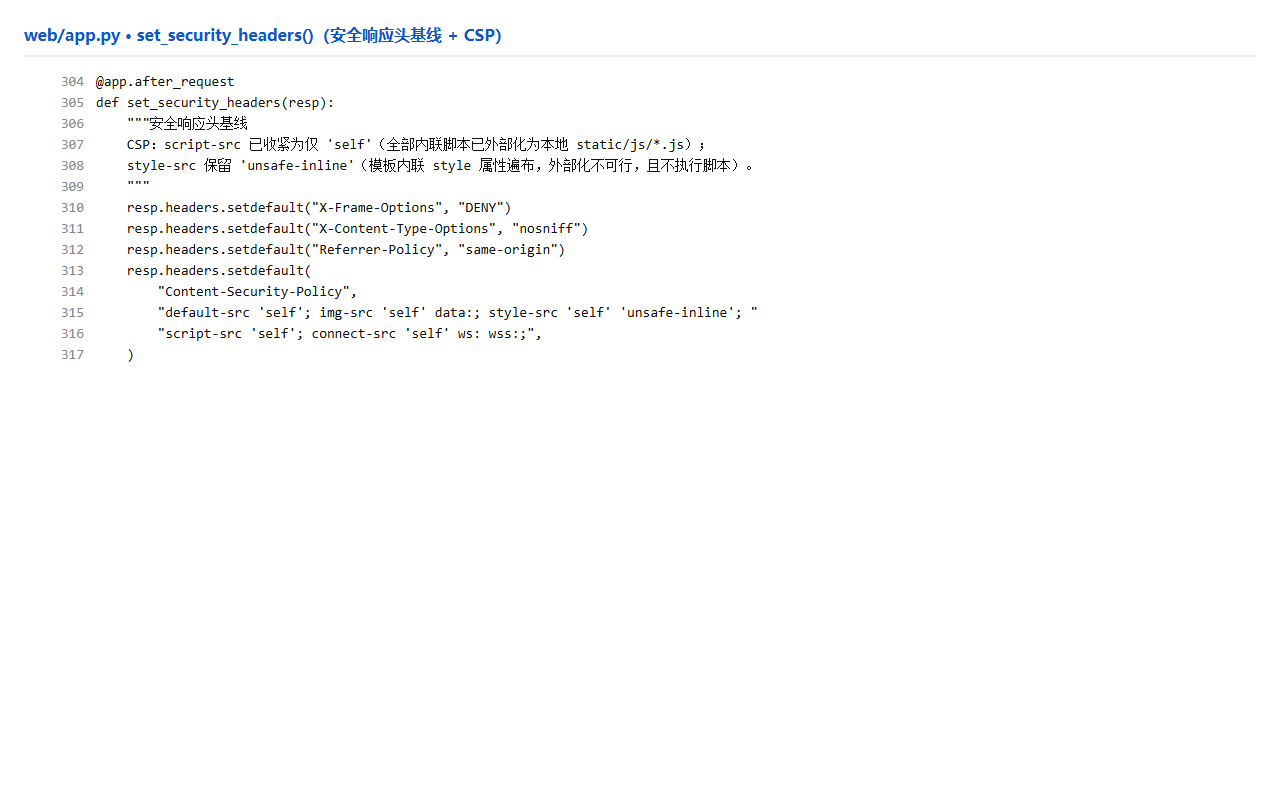 web/app.py • set_security_headers()（安全响应头基线 + CSP）
304 @app.after_request
305 def set_security_headers(resp):
306     """安全响应头基线
307     CSP：script-src 已收紧为仅 'self'（全部内联脚本已外部化为本地 static/js/*.js）；
308     style-src 保留 'unsafe-inline'（模板内联 style 属性遍布，外部化不可行，且不执行脚本）。
309     """
310     resp.headers.setdefault("X-Frame-Options", "DENY")
311     resp.headers.setdefault("X-Content-Type-Options", "nosniff")
312     resp.headers.setdefault("Referrer-Policy", "same-origin")
313     resp.headers.setdefault(
314         "Content-Security-Policy",
315         "default-src 'self'; img-src 'self' data:; style-src 'self' 'unsafe-inline'; "
316         "script-src 'self'; connect-src 'self' ws: wss:;",
317     )